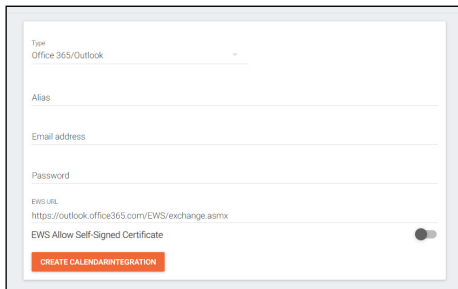 Type
Office 365/Outlook
Alias
Email address
Password
EWS URL
https://outlook.office365.com/EWS/exchange.asmx
EWS Allow Self-Signed Certificate
CREATE CALENDARINTEGRATION